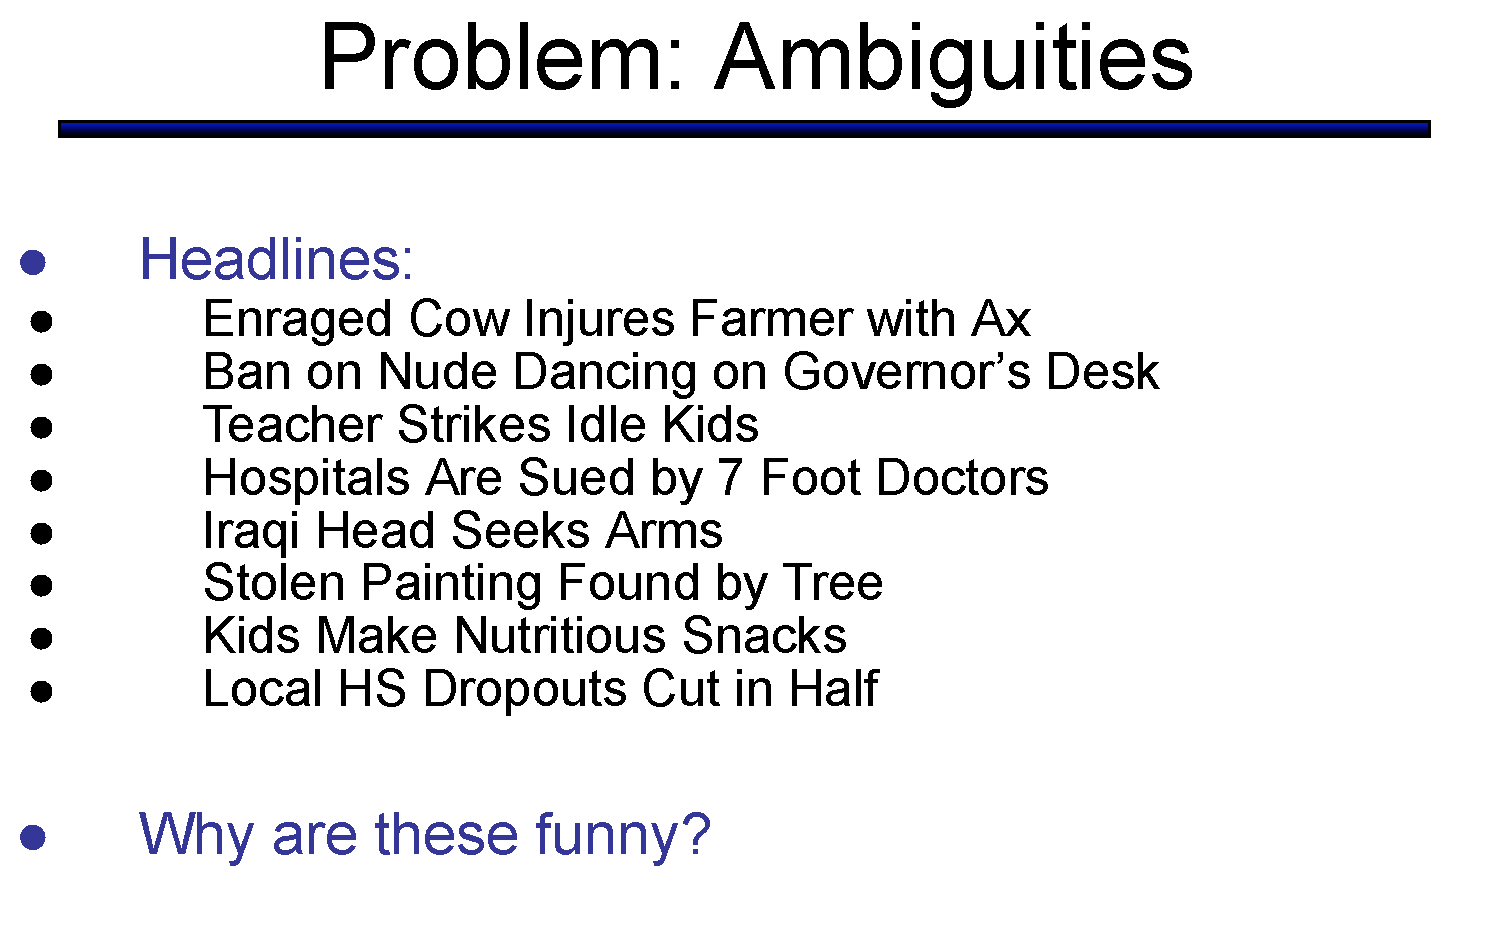 Problem: Ambiguities
● Headlines:
● Enraged Cow Injures Farmer with Ax
● Ban on Nude Dancing on Governor’s Desk
● Teacher Strikes Idle Kids
● Hospitals Are Sued by 7 Foot Doctors
● Iraqi Head Seeks Arms
● Stolen Painting Found by Tree
● Kids Make Nutritious Snacks
● Local HS Dropouts Cut in Half
● Why are these funny?